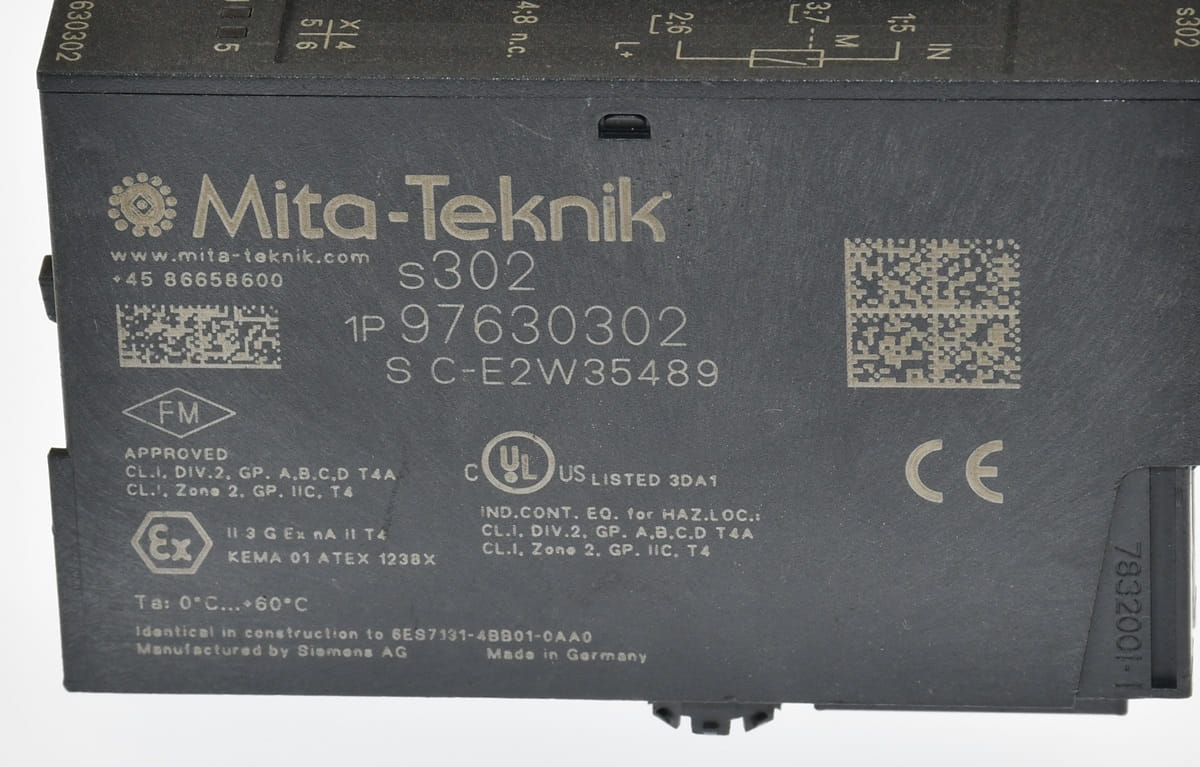 630302
5
X 4
5 6
4:8 n.c.
L+
2:6
3:7
M
1:5
IN
s302
Mita-Teknik
www.mita-teknik.com
+45 86658600
s302
1P 97630302
S C-E2W35489
FM
APPROVED
CL.I, DIV.2, GP. A,B,C,D T4A
CL.I, Zone 2, GP. IIC, T4
C UL US LISTED 3DA1
IND.CONT. EQ. for HAZ.LOC.:
CL.I, DIV.2, GP. A,B,C,D T4A
CL.I, Zone 2, GP. IIC, T4
CE
Ex
II 3 G Ex nA II T4
KEMA 01 ATEX 1238X
Ta: 0°C...+60°C
Identical in construction to 6ES7131-4BB01-0AA0
Manufactured by Siemens AG Made in Germany
7832001-1